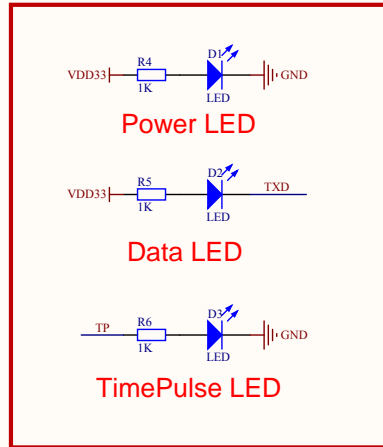 R4 D1
VDD33 GND
1K LED
Power LED
R5 D2
VDD33 TXD
1K LED
Data LED
R6 D3
TP GND
1K LED
TimePulse LED